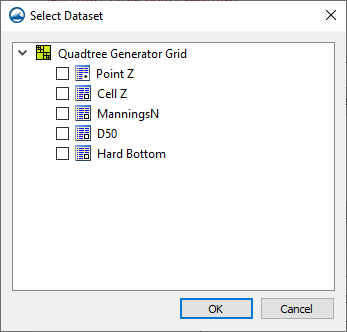 Select Dataset
Quadtree Generator Grid
Point Z
Cell Z
ManningsN
D50
Hard Bottom
OK
Cancel